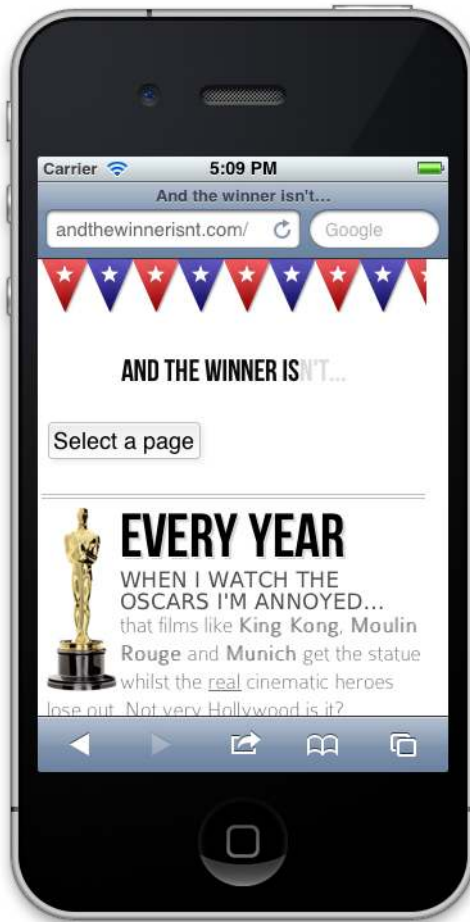 Carrier 5:09 PM
And the winner isn't...
andthewinnerisnt.com/ Google
AND THE WINNER ISN'T...
Select a page
EVERY YEAR
WHEN I WATCH THE
OSCARS I'M ANNOYED...
that films like King Kong, Moulin
Rouge and Munich get the statue
whilst the real cinematic heroes
lose out. Not very Hollywood is it?